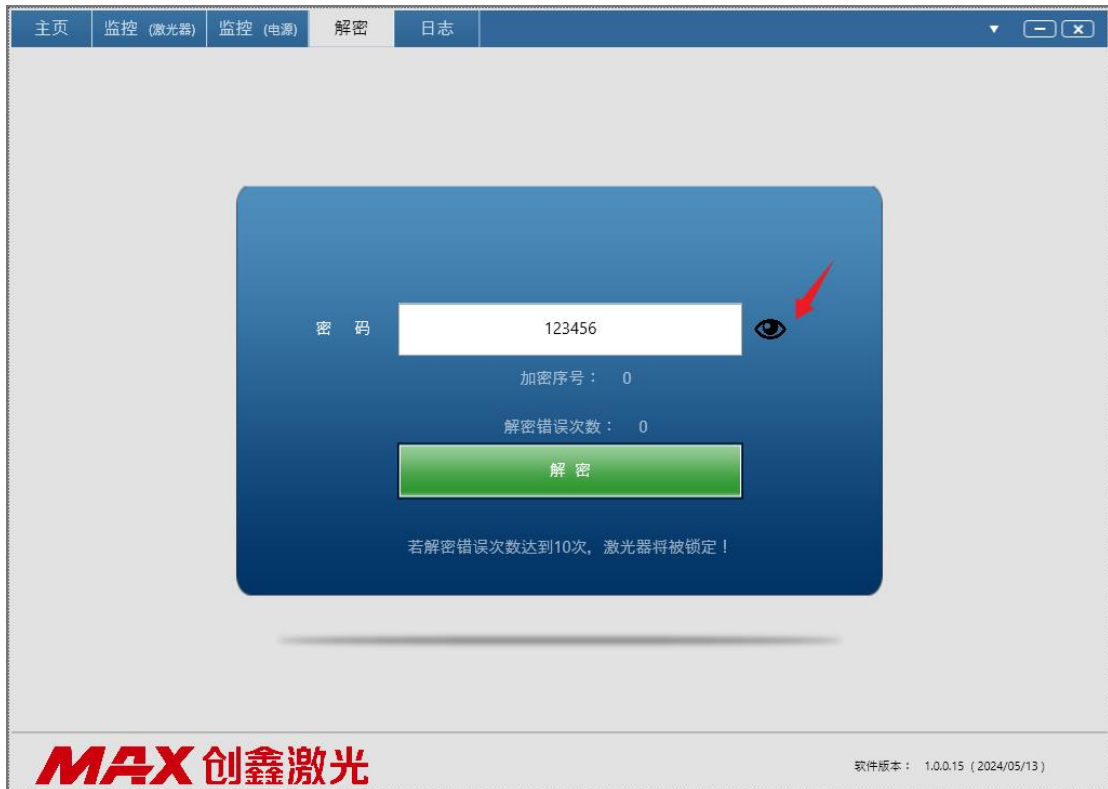 主页 监控 (激光器) 监控 (电源) 解密 日志
密 码 123456
加密序号： 0
解密错误次数： 0
解 密
若解密错误次数达到10次，激光器将被锁定！
MAX 创鑫激光
软件版本： 1.0.0.15 ( 2024/05/13 )